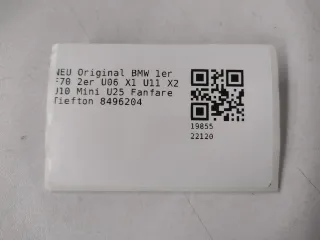 NEU Original BMW 1er
F70 2er U06 X1 U11 X2
U10 Mini U25 Fanfare
Tiefton 8496204
19855
22120